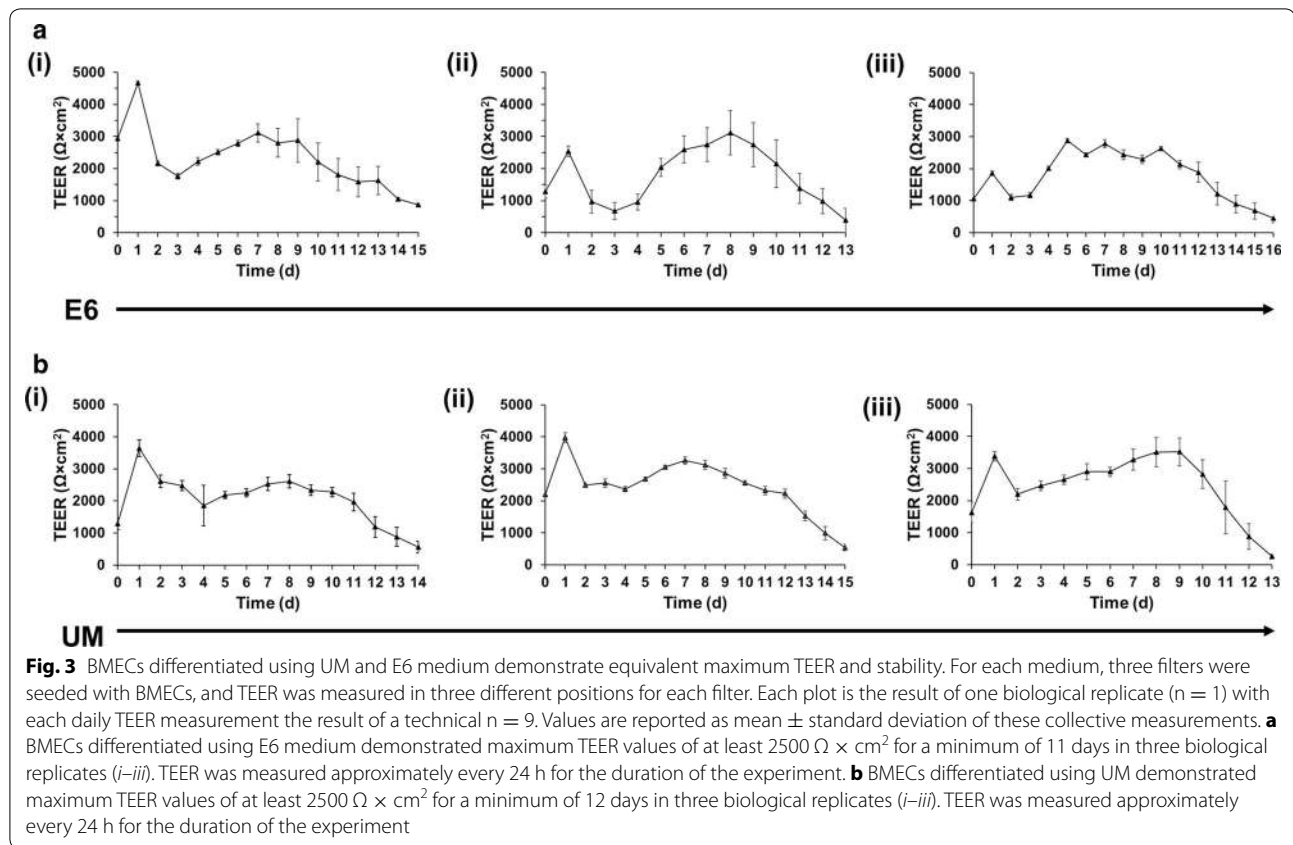 a
(i)
(ii)
(iii)
TEER (Ω×cm²)
5000
4000
3000
2000
1000
0
0 1 2 3 4 5 6 7 8 9 10 11 12 13 14 15
Time (d)
TEER (Ω×cm²)
5000
4000
3000
2000
1000
0
0 1 2 3 4 5 6 7 8 9 10 11 12 13
Time (d)
TEER (Ω×cm²)
5000
4000
3000
2000
1000
0
0 1 2 3 4 5 6 7 8 9 10 11 12 13 14 15 16
Time (d)
E6
b
(i)
(ii)
(iii)
TEER (Ω×cm²)
5000
4000
3000
2000
1000
0
0 1 2 3 4 5 6 7 8 9 10 11 12 13 14
Time (d)
TEER (Ω×cm²)
5000
4000
3000
2000
1000
0
0 1 2 3 4 5 6 7 8 9 10 11 12 13 14 15
Time (d)
TEER (Ω×cm²)
5000
4000
3000
2000
1000
0
0 1 2 3 4 5 6 7 8 9 10 11 12 13
Time (d)
UM
Fig. 3 BMECs differentiated using UM and E6 medium demonstrate equivalent maximum TEER and stability. For each medium, three filters were
seeded with BMECs, and TEER was measured in three different positions for each filter. Each plot is the result of one biological replicate (n = 1) with
each daily TEER measurement the result of a technical n = 9. Values are reported as mean ± standard deviation of these collective measurements. a
BMECs differentiated using E6 medium demonstrated maximum TEER values of at least 2500 Ω × cm² for a minimum of 11 days in three biological
replicates (i–iii). TEER was measured approximately every 24 h for the duration of the experiment. b BMECs differentiated using UM demonstrated
maximum TEER values of at least 2500 Ω × cm² for a minimum of 12 days in three biological replicates (i–iii). TEER was measured approximately
every 24 h for the duration of the experiment